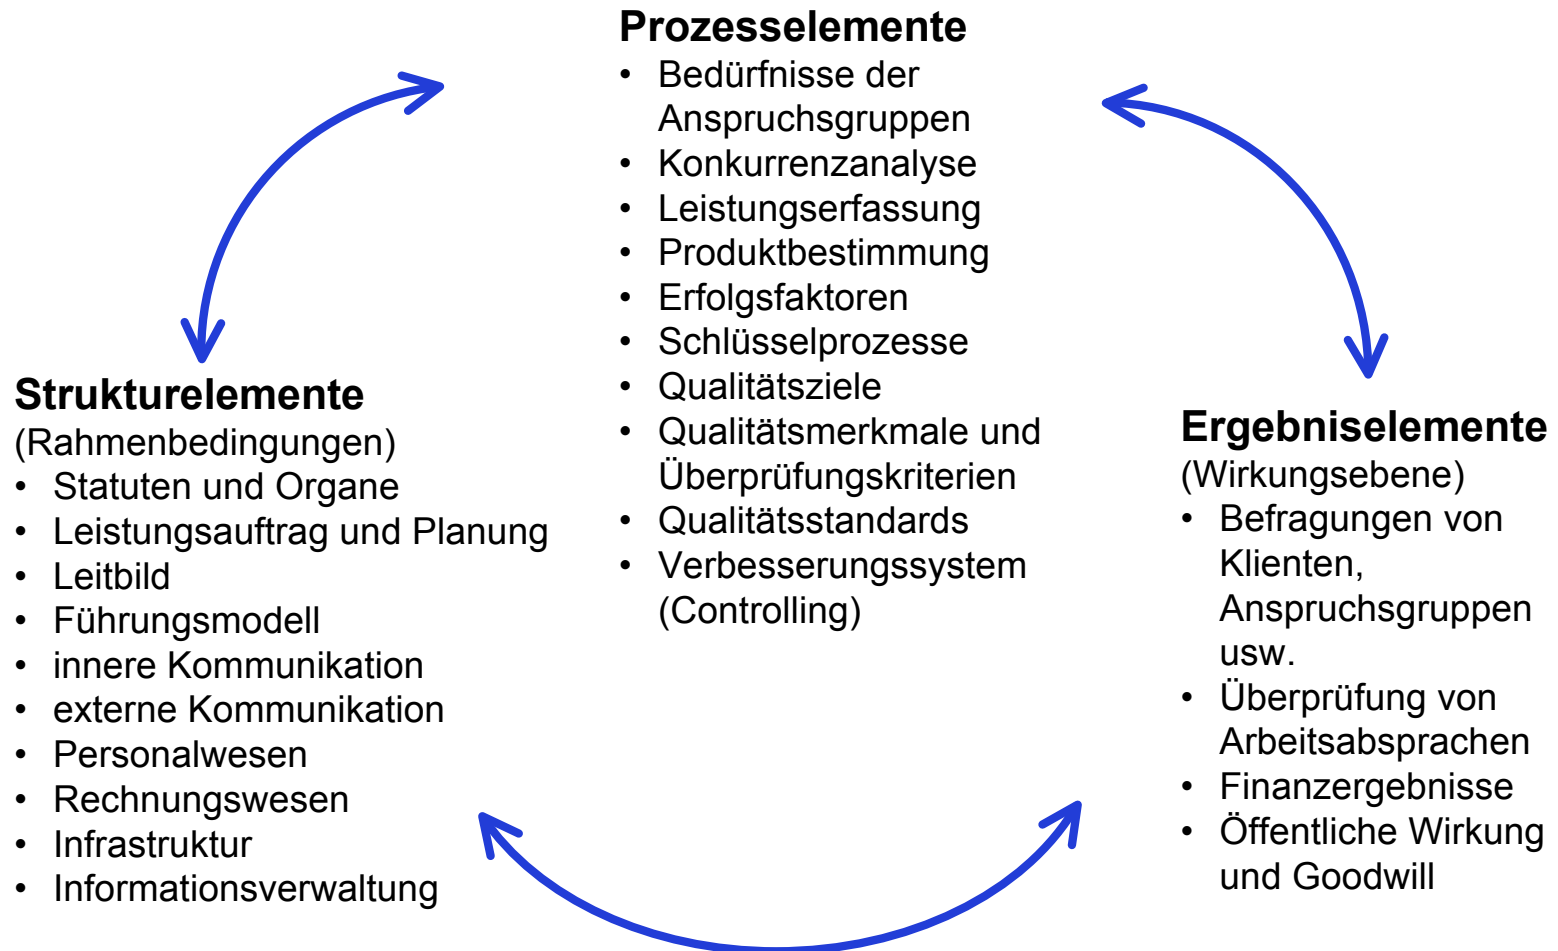 Prozesselemente
• Bedürfnisse der
Anspruchsgruppen
• Konkurrenzanalyse
• Leistungserfassung
• Produktbestimmung
• Erfolgsfaktoren
• Schlüsselprozesse
• Qualitätsziele
• Qualitätsmerkmale und
Überprüfungskriterien
• Qualitätsstandards
• Verbesserungssystem
(Controlling)
Strukturelemente
(Rahmenbedingungen)
• Statuten und Organe
• Leistungsauftrag und Planung
• Leitbild
• Führungsmodell
• innere Kommunikation
• externe Kommunikation
• Personalwesen
• Rechnungswesen
• Infrastruktur
• Informationsverwaltung
Ergebniselemente
(Wirkungsebene)
• Befragungen von
Klienten,
Anspruchsgruppen
usw.
• Überprüfung von
Arbeitsabsprachen
• Finanzergebnisse
• Öffentliche Wirkung
und Goodwill